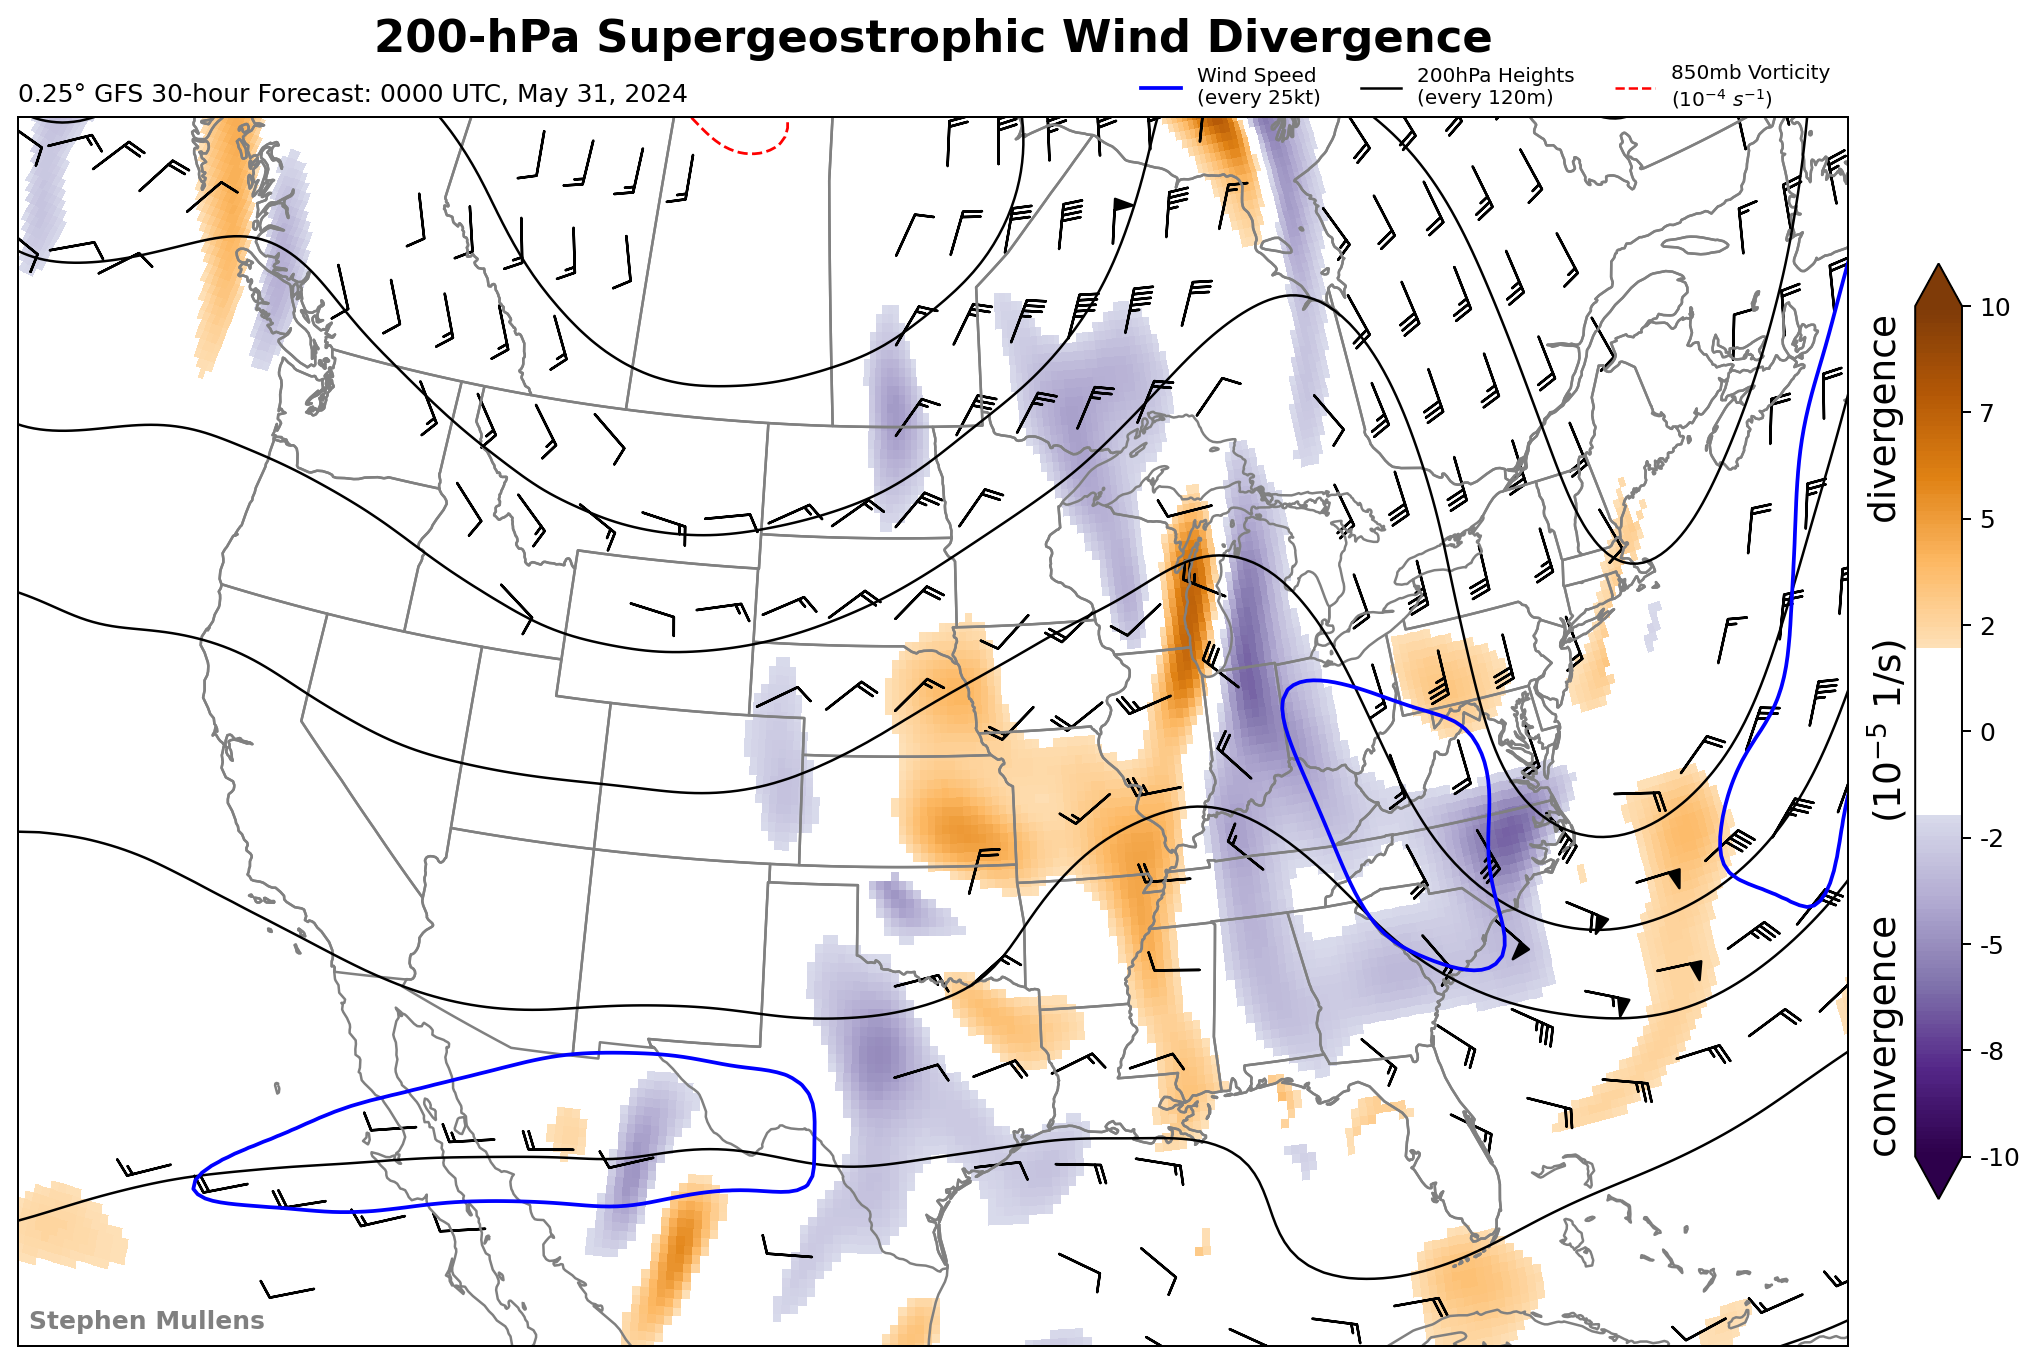 200-hPa Supergeostrophic Wind Divergence
0.25° GFS 30-hour Forecast: 0000 UTC, May 31, 2024
Wind Speed
(every 25kt)
200hPa Heights
(every 120m)
850mb Vorticity
(10⁻⁴ s⁻¹)
10
7
5
2
0
-2
-5
-8
-10
convergence (10⁻⁵ 1/s) divergence
Stephen Mullens